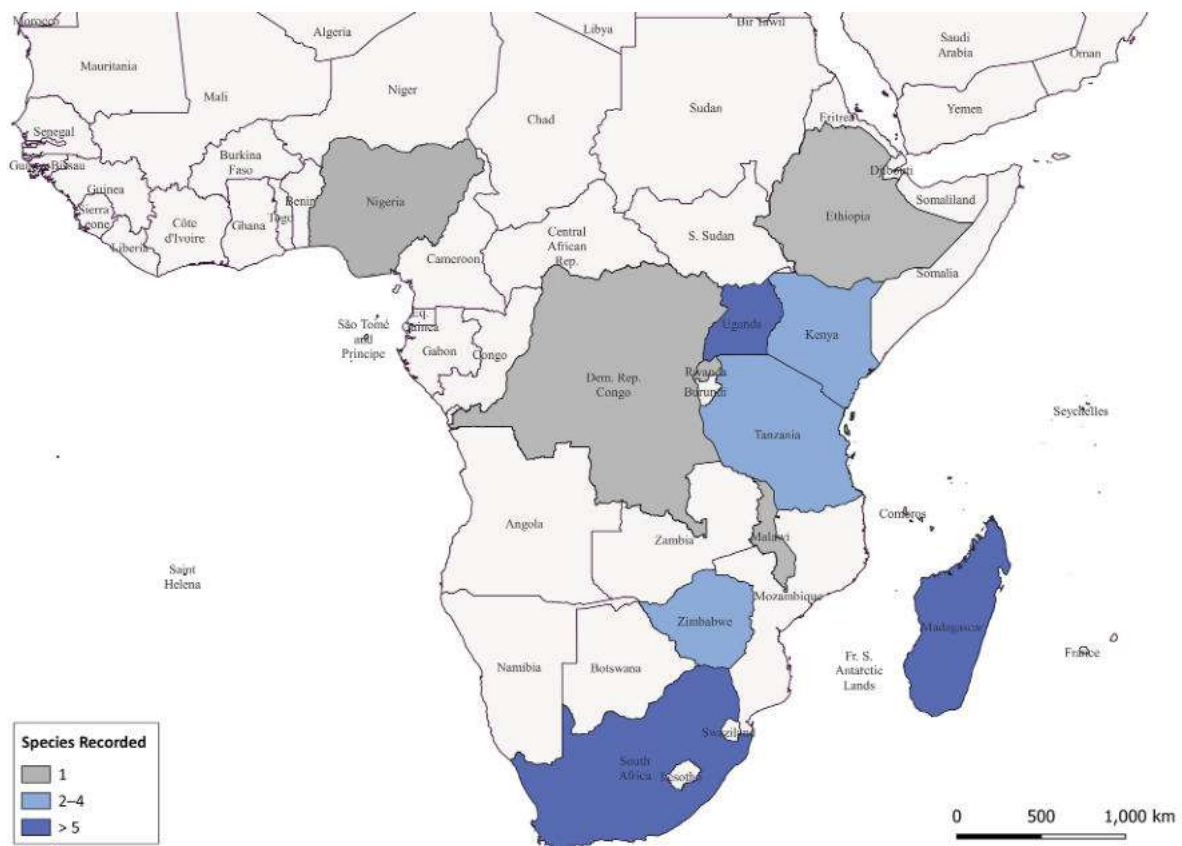 Morocco
Algeria
Libya
Bir Tawil
Saudi
Arabia
Oman
Mauritania
Mali
Niger
Chad
Sudan
Eritrea
Yemen
Senegal
Guinea-Bissau
Guinea
Sierra
Leone
Liberia
Côte
d'Ivoire
Burkina
Faso
Ghana
Togo
Benin
Nigeria
Cameroon
Central
African
Rep.
S. Sudan
Ethiopia
Djibouti
Somaliland
Somalia
São Tomé
and
Principe
Eq.
Gabon
Congo
Dem. Rep.
Congo
Uganda
Kenya
Rwanda
Burundi
Tanzania
Seychelles
Comoros
Angola
Zambia
Malawi
Mozambique
Saint
Helena
Zimbabwe
Namibia
Botswana
Madagascar
Fr. S.
Antarctic
Lands
France
Swaziland
South
Africa
Lesotho
Species Recorded
1
2–4
> 5
0 500 1,000 km